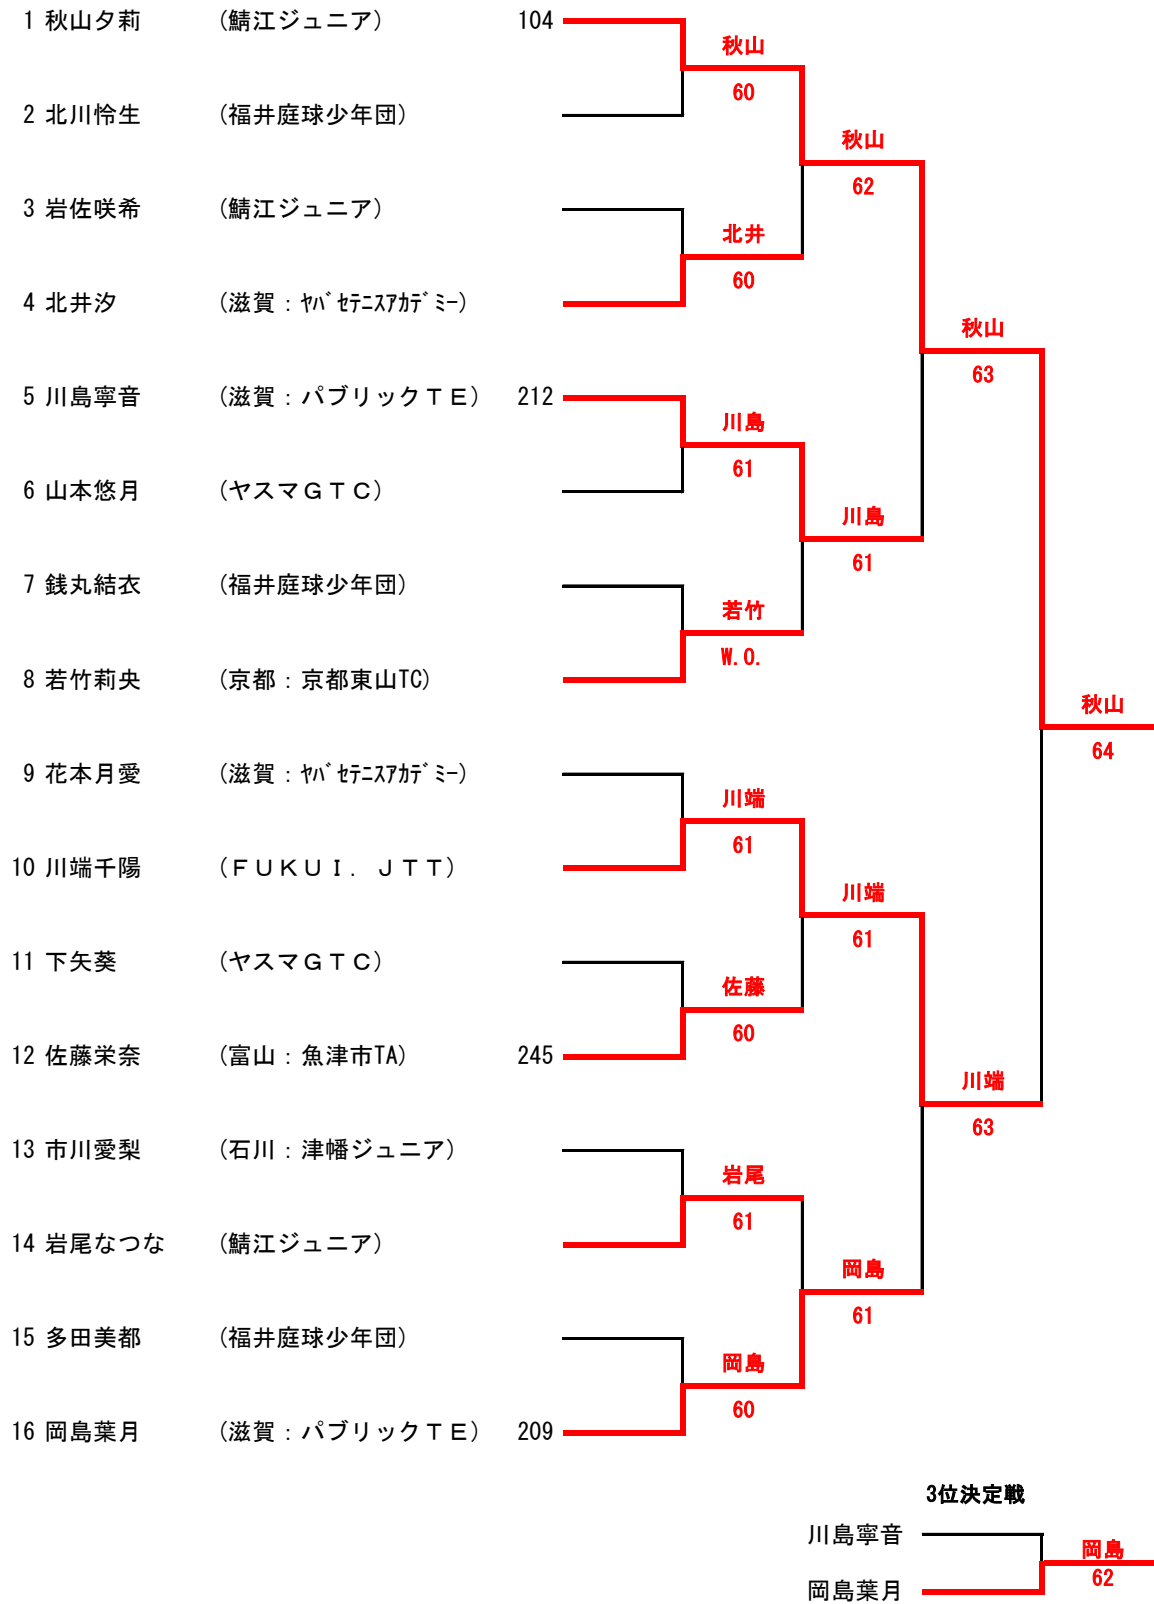 1 秋山夕莉 (鯖江ジュニア) 104
秋山
60
2 北川怜生 (福井庭球少年団)
秋山
62
3 岩佐咲希 (鯖江ジュニア)
北井
60
4 北井汐 (滋賀：ﾔﾊﾞｾﾃﾆｽｱｶﾃﾞﾐｰ)
秋山
63
5 川島寧音 (滋賀：パブリックＴＥ) 212
川島
61
6 山本悠月 (ヤスマＧＴＣ)
川島
61
7 銭丸結衣 (福井庭球少年団)
若竹
W.O.
8 若竹莉央 (京都：京都東山TC)
秋山
64
9 花本月愛 (滋賀：ﾔﾊﾞｾﾃﾆｽｱｶﾃﾞﾐｰ)
川端
61
10 川端千陽 (ＦＵＫＵＩ．ＪＴＴ)
川端
61
11 下矢葵 (ヤスマＧＴＣ)
佐藤
60
12 佐藤栄奈 (富山：魚津市TA) 245
川端
63
13 市川愛梨 (石川：津幡ジュニア)
岩尾
61
14 岩尾なつな (鯖江ジュニア)
岡島
61
15 多田美都 (福井庭球少年団)
岡島
60
16 岡島葉月 (滋賀：パブリックＴＥ) 209
3位決定戦
川島寧音
岡島
62
岡島葉月